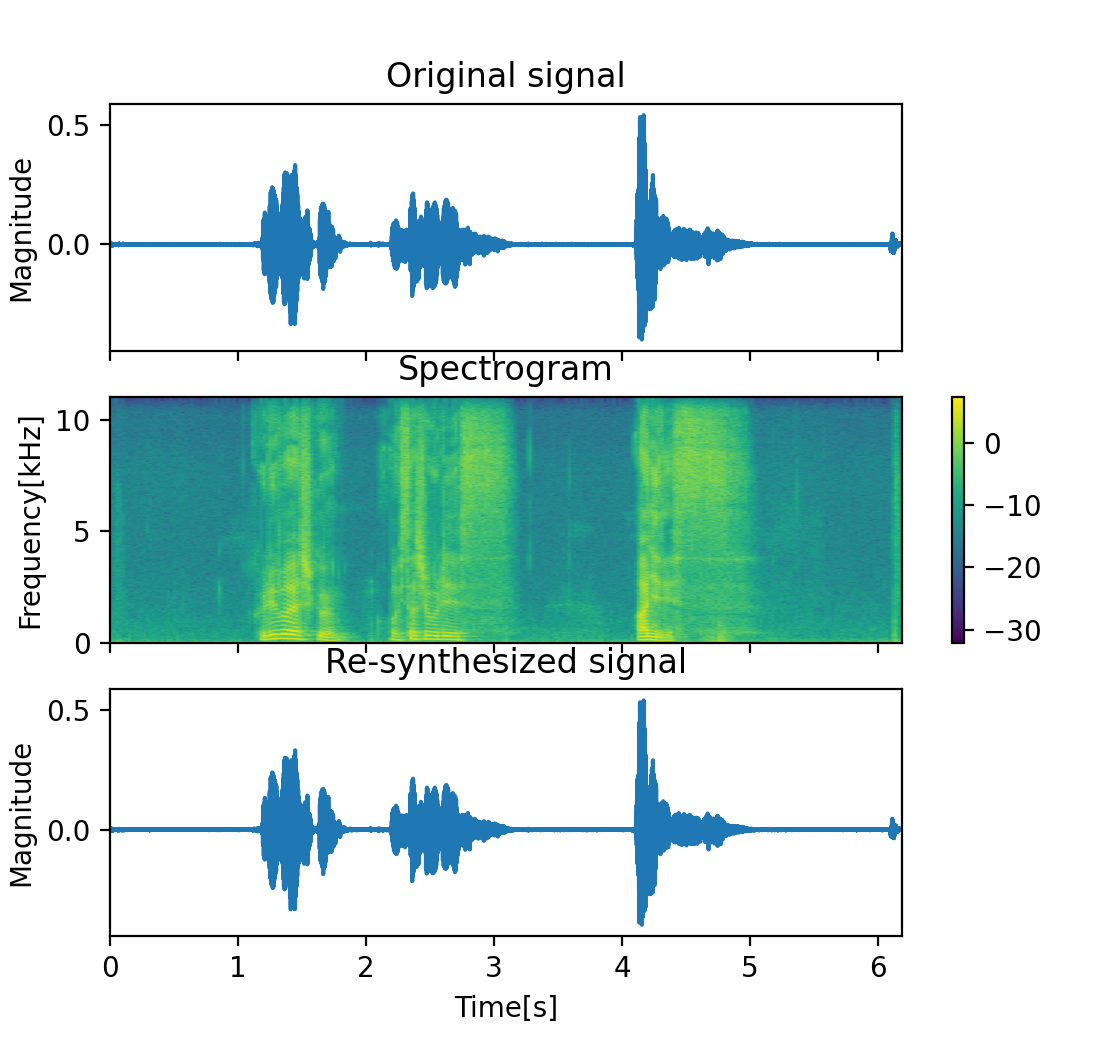 Original signal
0.5
0.0
Magnitude
Spectrogram
10
5
0
Frequency[kHz]
0
−10
−20
−30
Re-synthesized signal
0.5
0.0
Magnitude
0 1 2 3 4 5 6
Time[s]